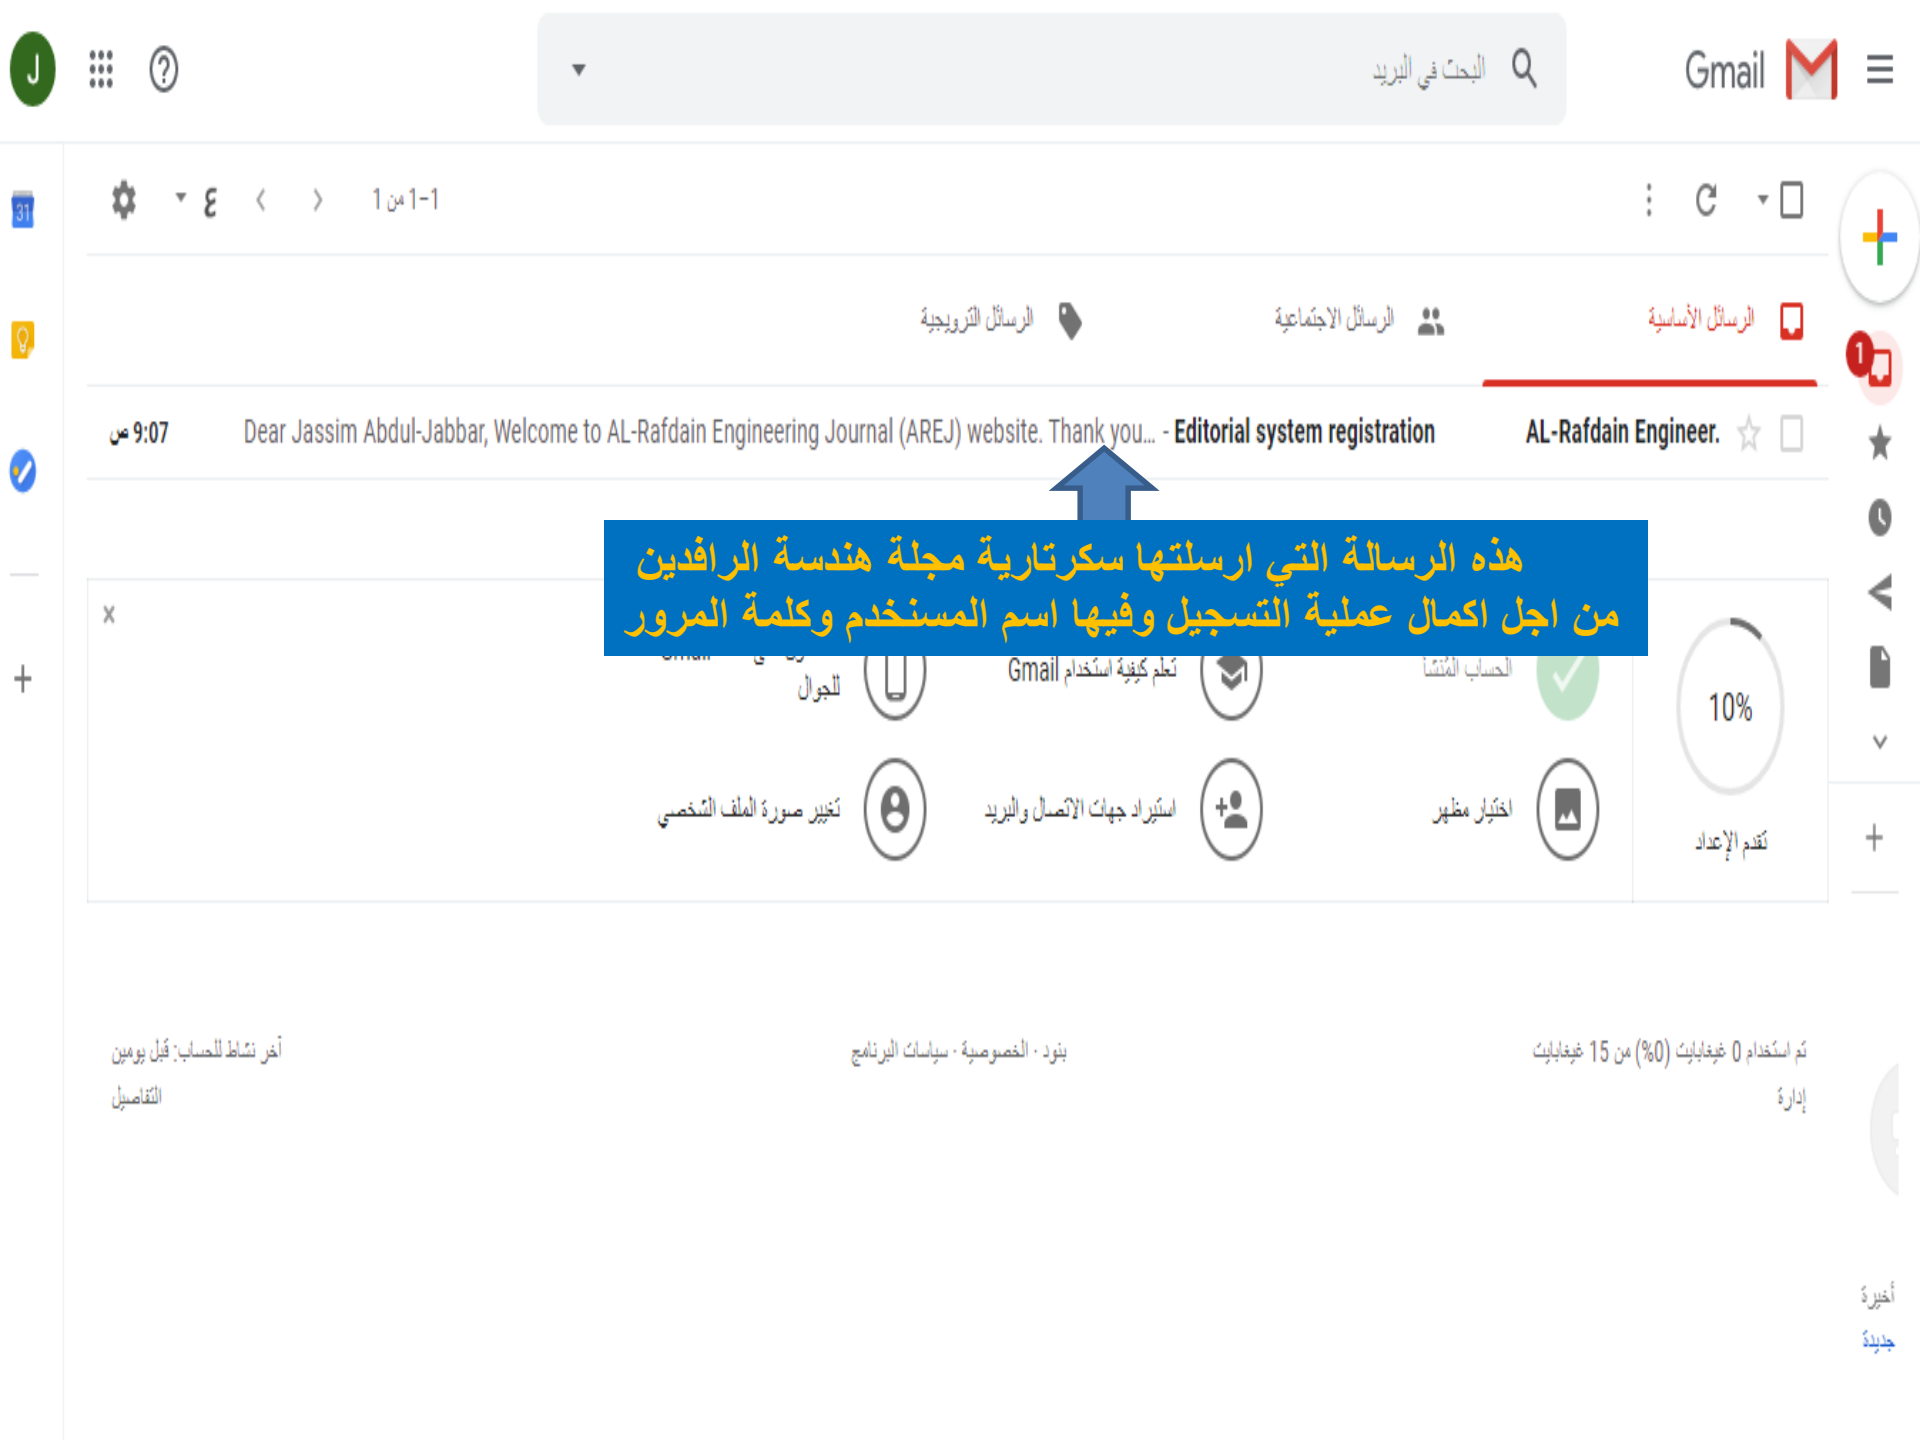 Gmail
البحث في البريد
J
1–1 من 1
ع
31
الرسائل الأساسية
الرسائل الاجتماعية
الرسائل الترويجية
1
AL-Rafdain Engineer.
Editorial system registration - Dear Jassim Abdul-Jabbar, Welcome to AL-Rafdain Engineering Journal (AREJ) website. Thank you...
9:07 ص
هذه الرسالة التي ارسلتها سكرتارية مجلة هندسة الرافدين
من اجل اكمال عملية التسجيل وفيها اسم المستخدم وكلمة المرور
10%
تقدم الإعداد
الحساب المُنشأ
تعلم كيفية استخدام Gmail
للجوال
اختيار مظهر
استيراد جهات الاتصال والبريد
تغيير صورة الملف الشخصي
تم استخدام 0 غيغابايت (0%) من 15 غيغابايت
إدارة
بنود - الخصوصية - سياسات البرنامج
آخر نشاط للحساب: قبل يومين
التفاصيل
أخيرة
جديدة